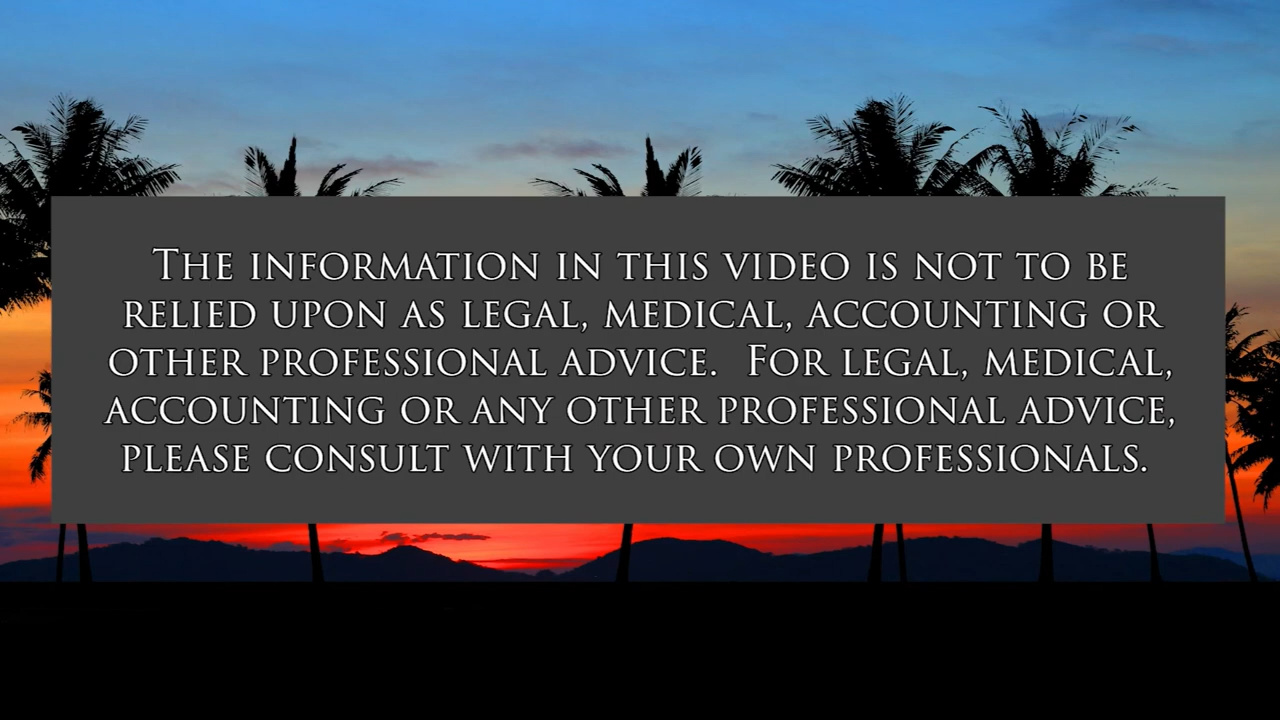 The information in this video is not to be
relied upon as legal, medical, accounting or
other professional advice.  For legal, medical,
accounting or any other professional advice,
please consult with your own professionals.